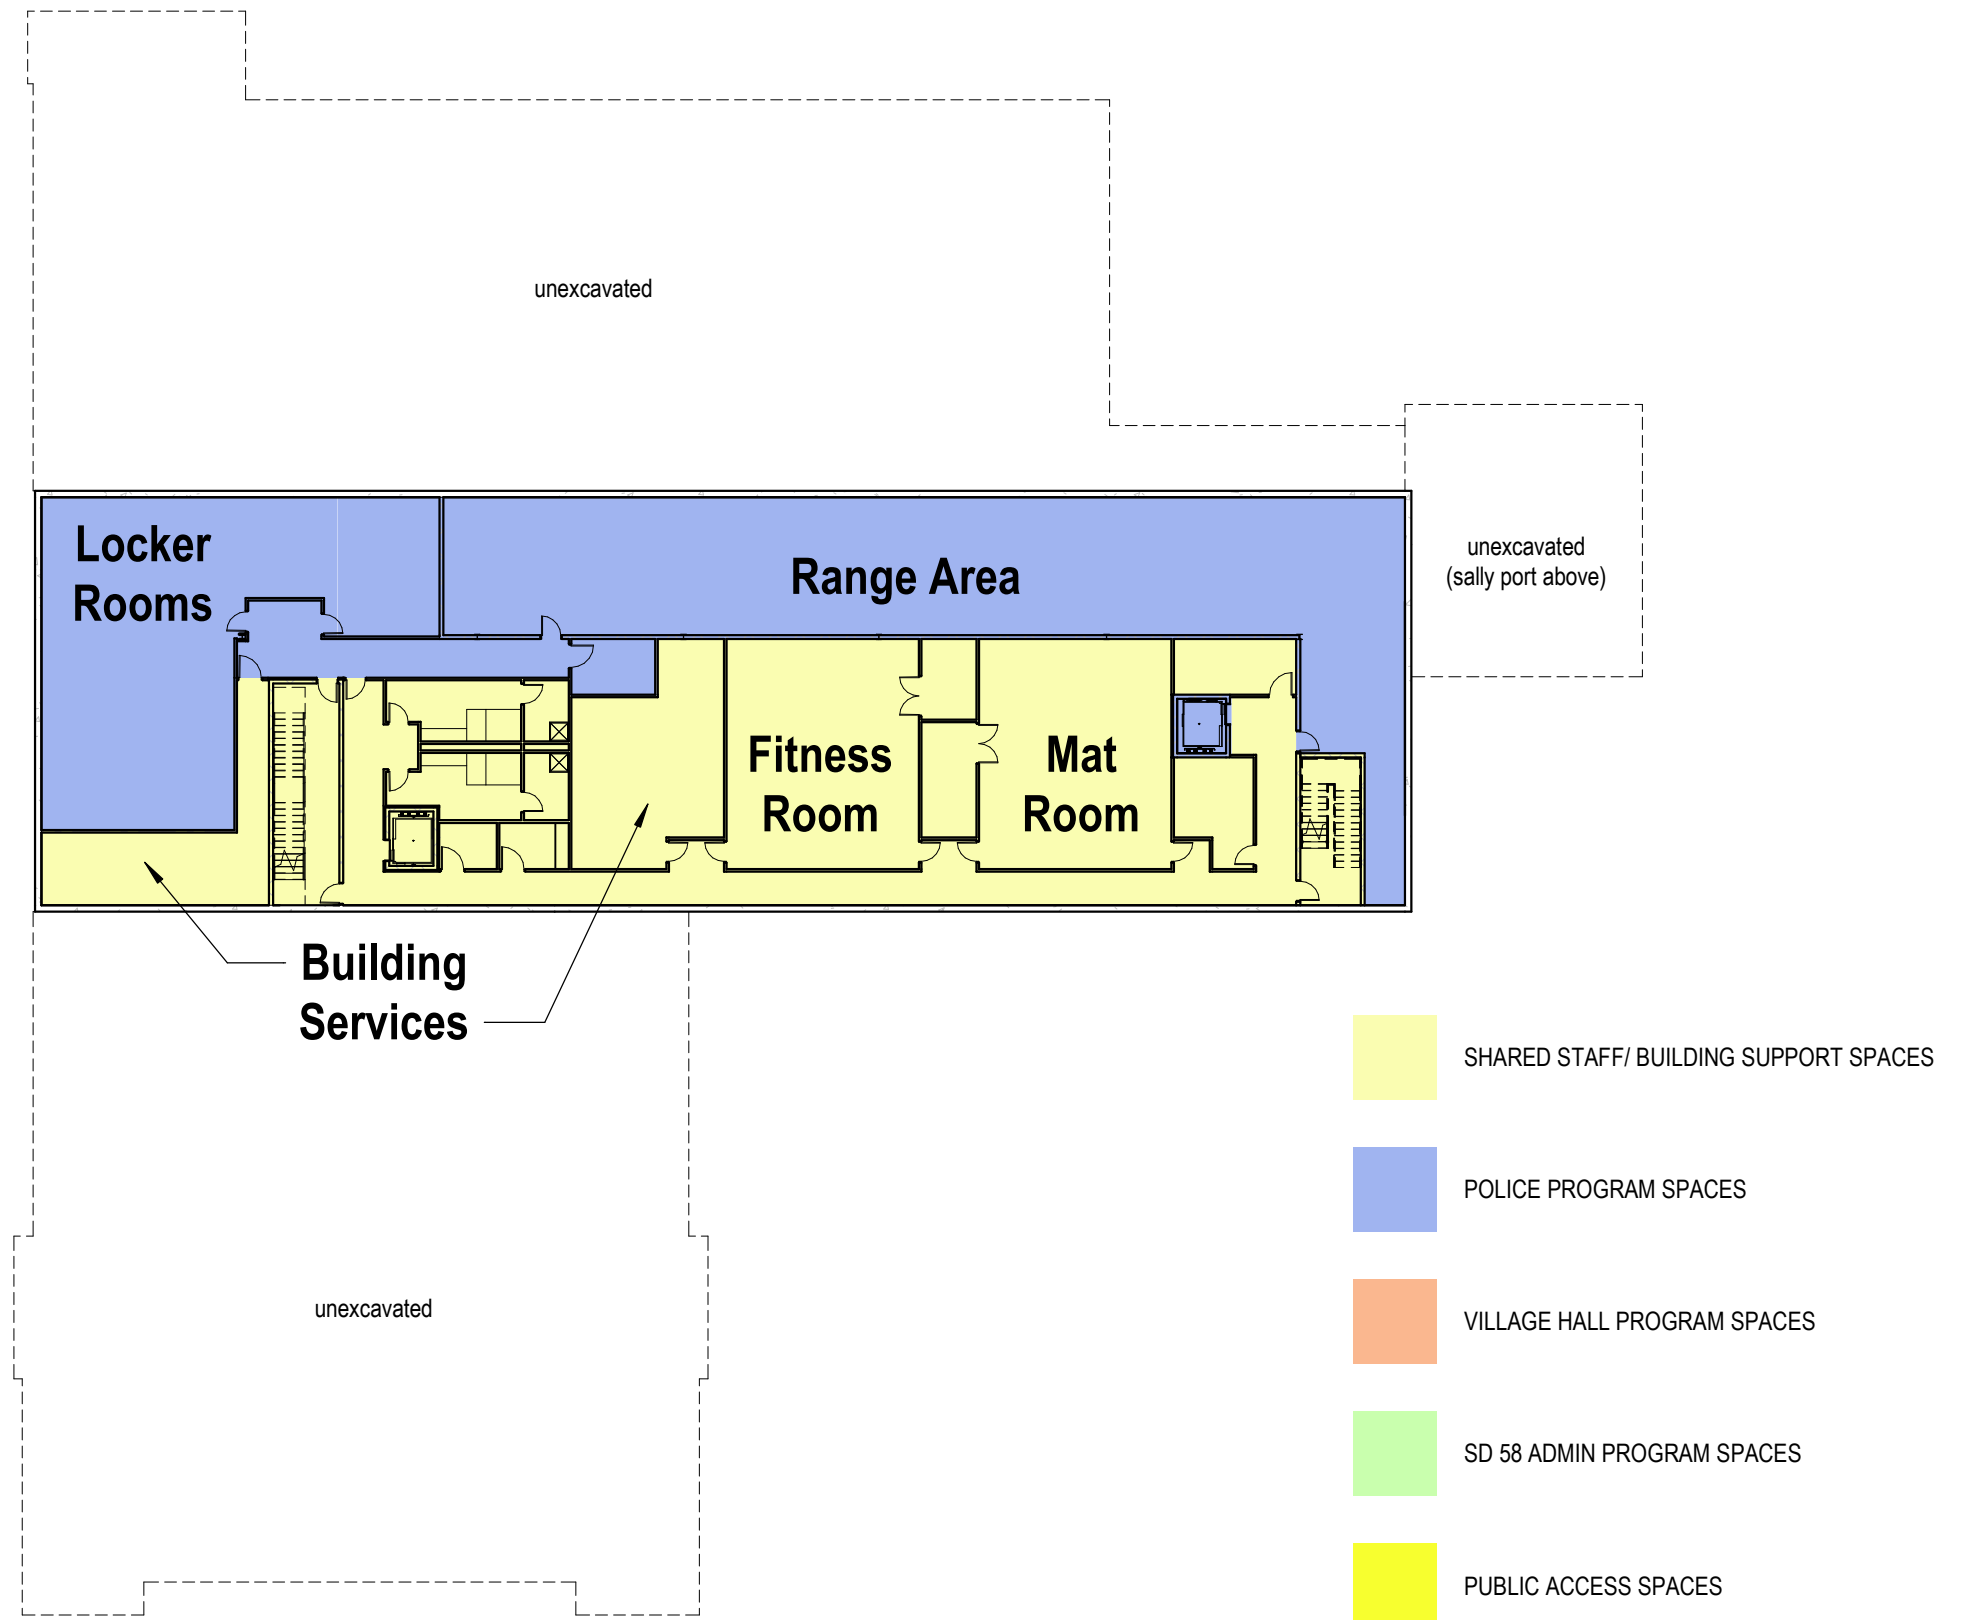 unexcavated
Locker
Rooms
Range Area
unexcavated
(sally port above)
Fitness
Room
Mat
Room
Building
Services
unexcavated
SHARED STAFF/ BUILDING SUPPORT SPACES
POLICE PROGRAM SPACES
VILLAGE HALL PROGRAM SPACES
SD 58 ADMIN PROGRAM SPACES
PUBLIC ACCESS SPACES